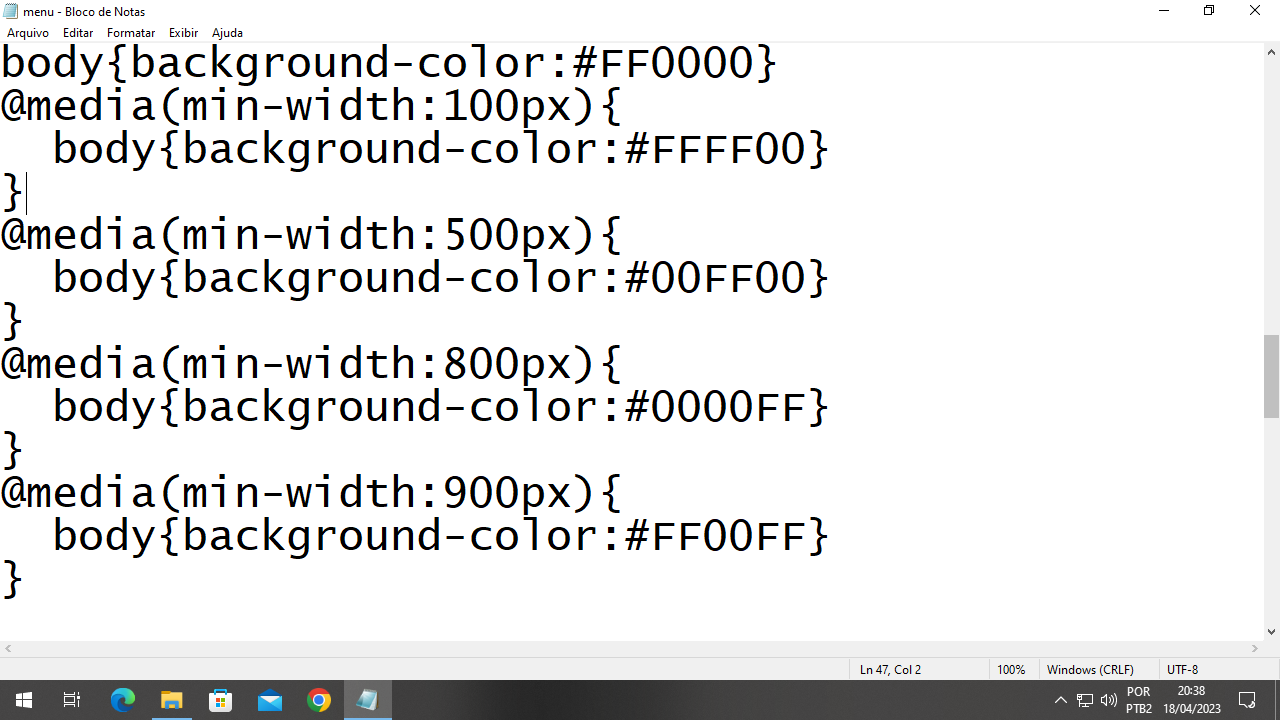 menu - Bloco de Notas
Arquivo Editar Formatar Exibir Ajuda
body{background-color:#FF0000}
@media(min-width:100px){
  body{background-color:#FFFF00}
}
@media(min-width:500px){
  body{background-color:#00FF00}
}
@media(min-width:800px){
  body{background-color:#0000FF}
}
@media(min-width:900px){
  body{background-color:#FF00FF}
}
Ln 47, Col 2 100% Windows (CRLF) UTF-8
POR 20:38
PTB2 18/04/2023